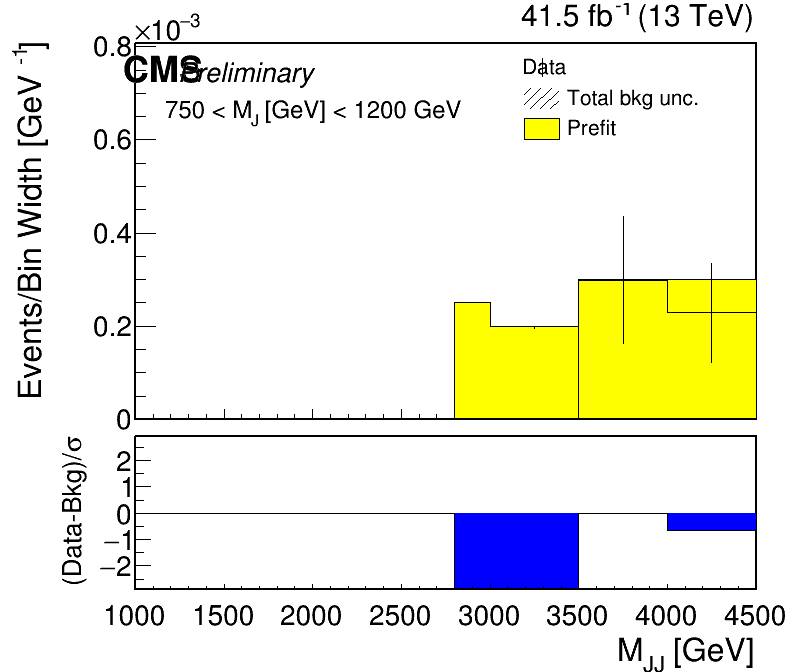 ×10⁻³
41.5 fb⁻¹ (13 TeV)
CMS Preliminary
750 < M_J [GeV] < 1200 GeV
Data
Total bkg unc.
Prefit
Events/Bin Width [GeV⁻¹]
0.8
0.6
0.4
0.2
0
(Data-Bkg)/σ
2
1
0
−1
−2
1000 1500 2000 2500 3000 3500 4000 4500
M_JJ [GeV]